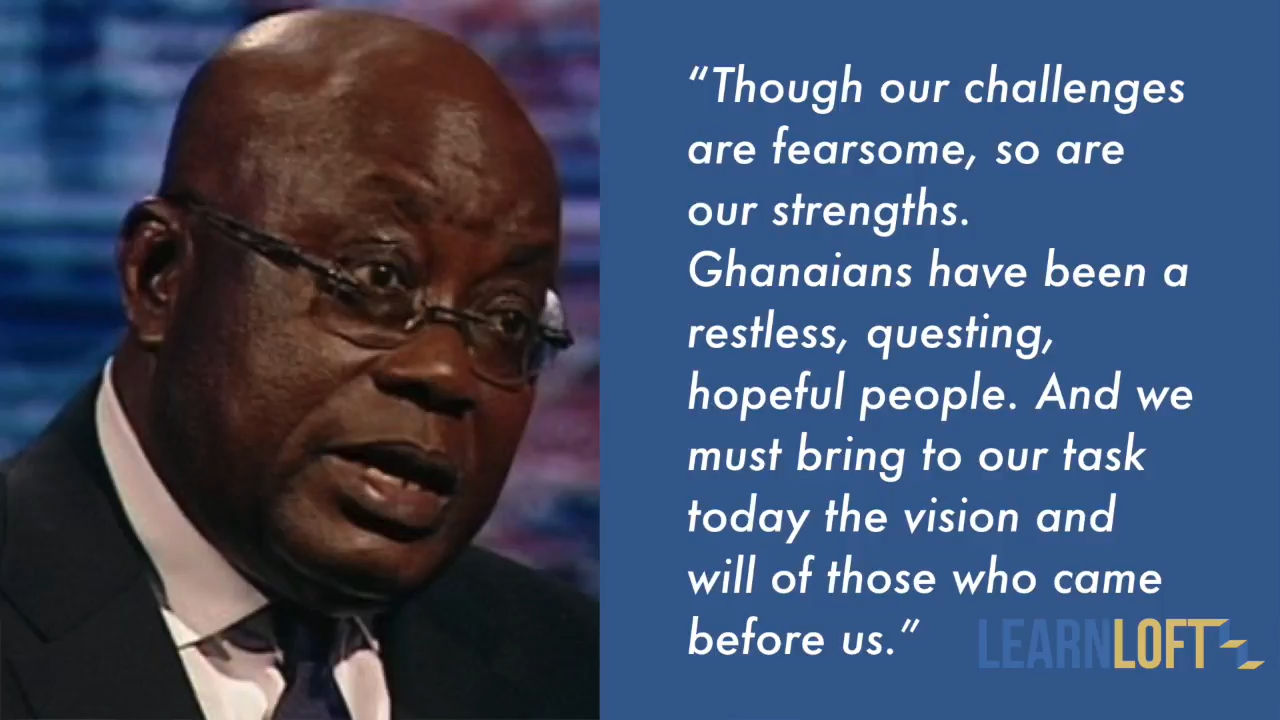 “Though our challenges
are fearsome, so are
our strengths.
Ghanaians have been a
restless, questing,
hopeful people. And we
must bring to our task
today the vision and
will of those who came
before us.”
LEARNLOFT